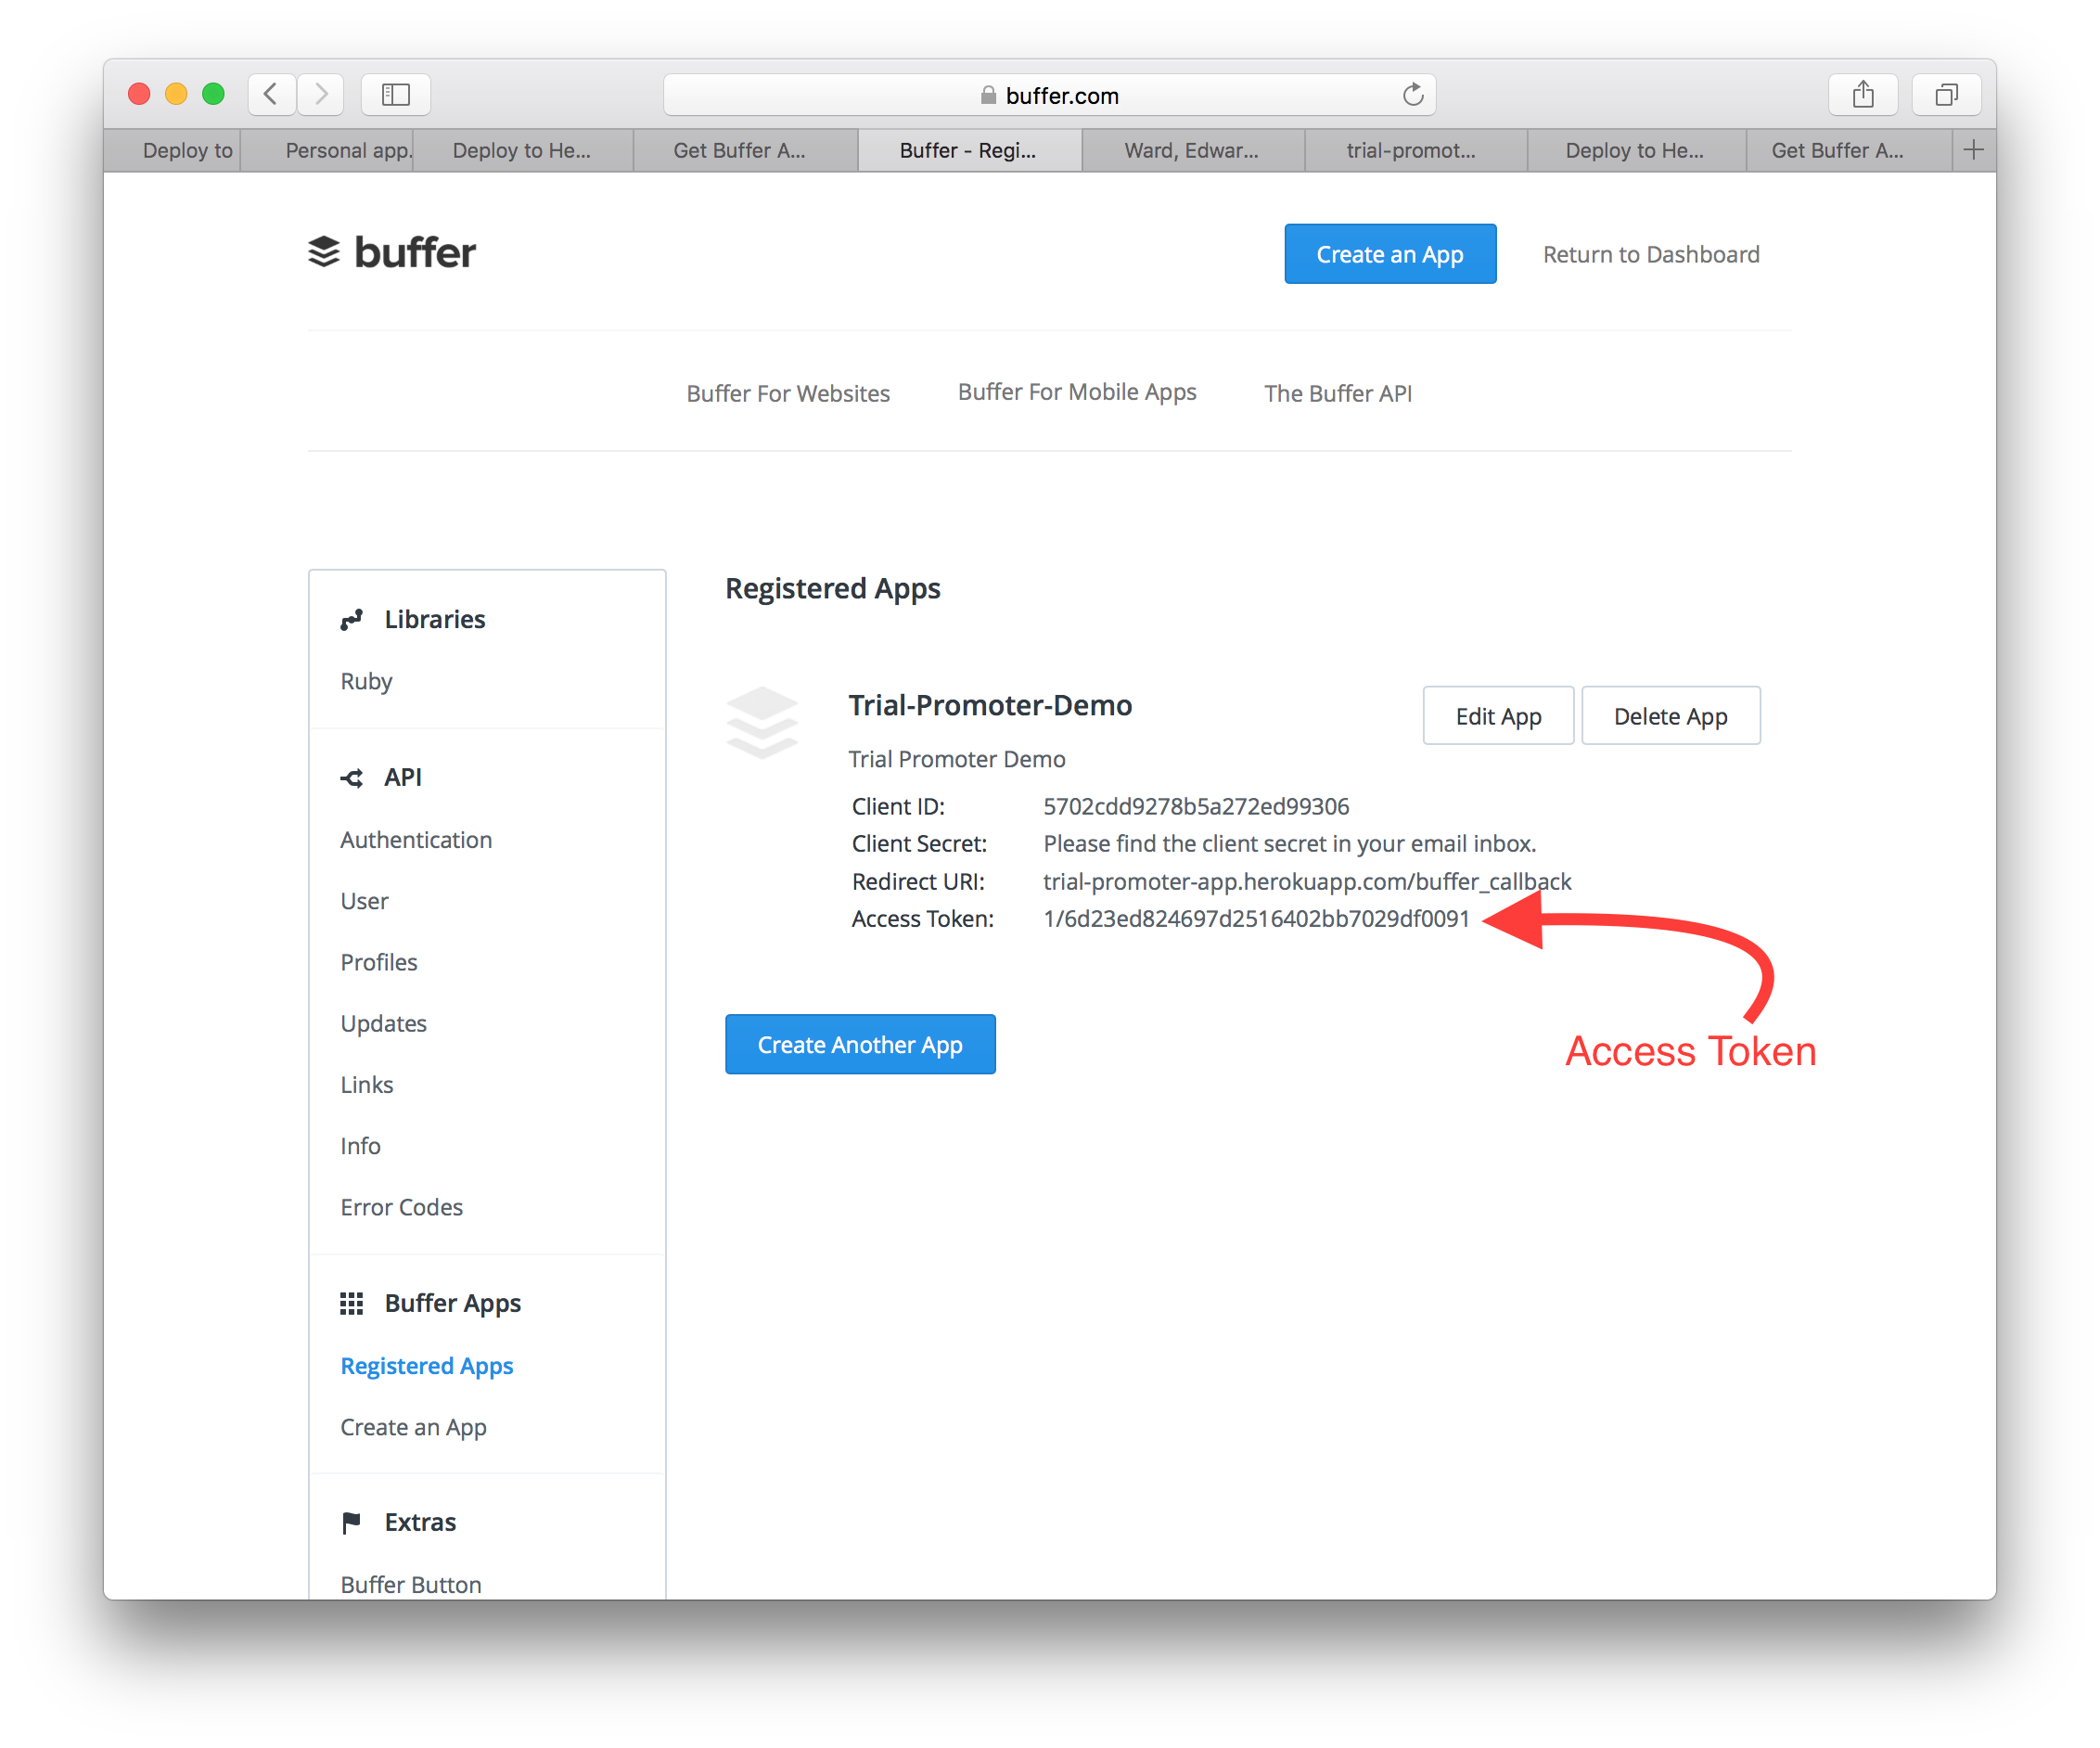 buffer.com
Deploy to
Personal app.
Deploy to He...
Get Buffer A...
Buffer - Regi...
Ward, Edwar...
trial-promot...
Deploy to He...
Get Buffer A...
buffer
Create an App
Return to Dashboard
Buffer For Websites
Buffer For Mobile Apps
The Buffer API
Libraries
Ruby
API
Authentication
User
Profiles
Updates
Links
Info
Error Codes
Buffer Apps
Registered Apps
Create an App
Extras
Buffer Button
Registered Apps
Trial-Promoter-Demo
Edit App
Delete App
Trial Promoter Demo
Client ID: 5702cdd9278b5a272ed99306
Client Secret: Please find the client secret in your email inbox.
Redirect URI: trial-promoter-app.herokuapp.com/buffer_callback
Access Token: 1/6d23ed824697d2516402bb7029df0091
Access Token
Create Another App